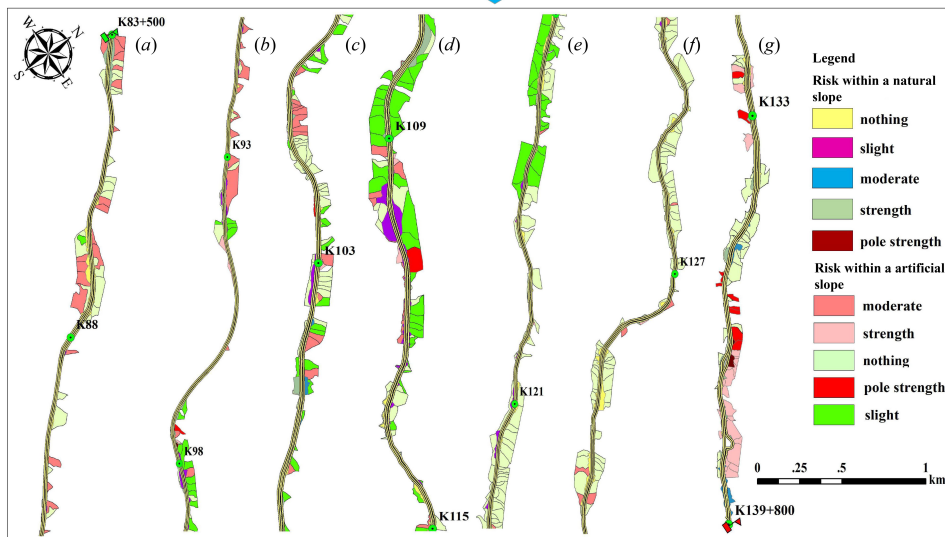 K83+500
W
N
S
E
(a)
K88
(b)
K93
K98
(c)
K103
(d)
K109
K115
(e)
K121
(f)
K127
(g)
K133
K139+800
Legend
Risk within a natural
slope
nothing
slight
moderate
strength
pole strength
Risk within a artificial
slope
moderate
strength
nothing
pole strength
slight
0 .25 .5 1
km